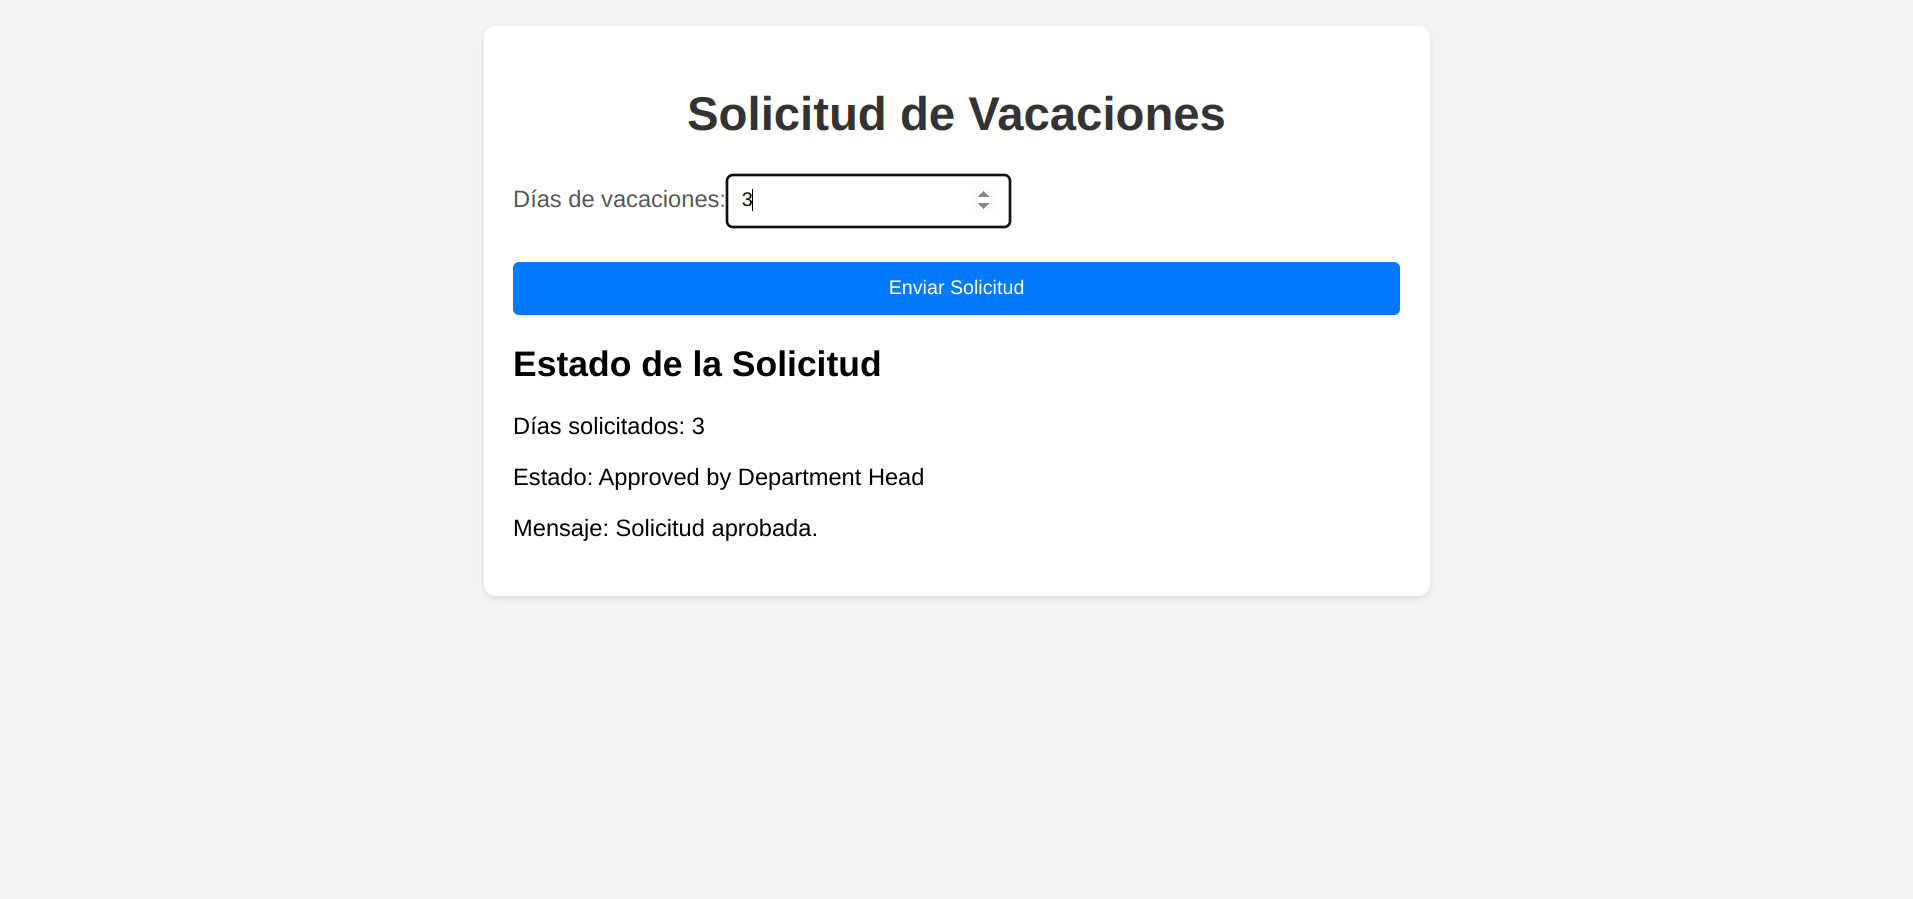 Solicitud de Vacaciones
Días de vacaciones: 3
Enviar Solicitud
Estado de la Solicitud
Días solicitados: 3
Estado: Approved by Department Head
Mensaje: Solicitud aprobada.